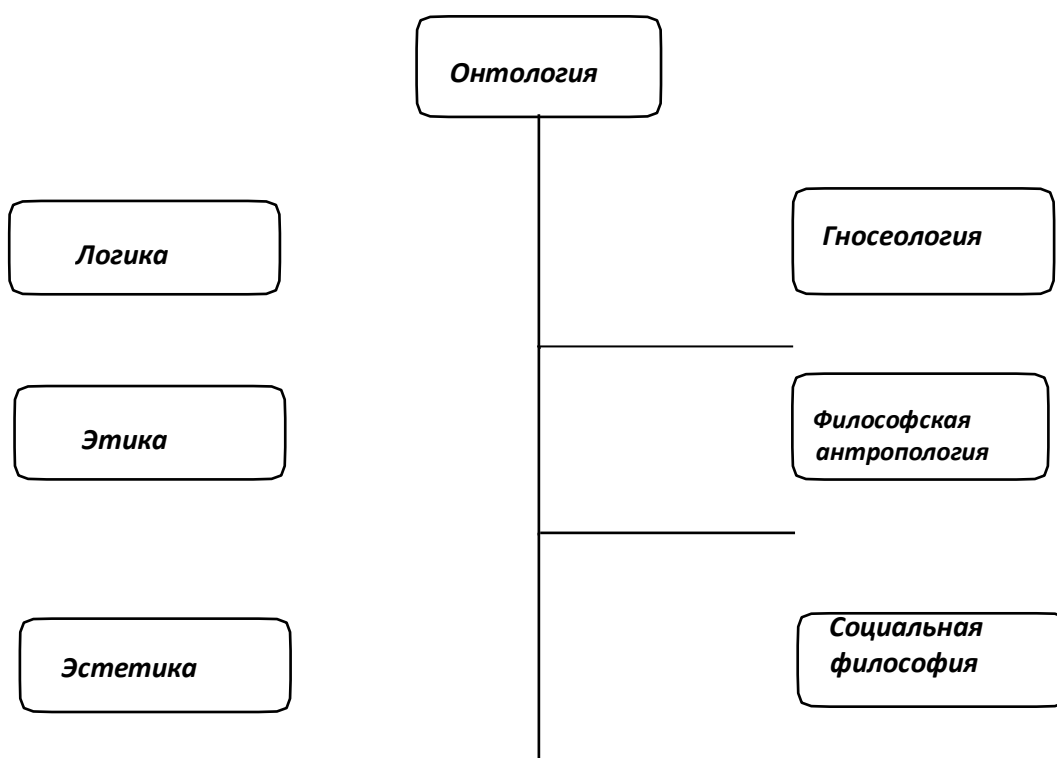 Онтология
Логика
Гносеология
Этика
Философская
антропология
Эстетика
Социальная
философия